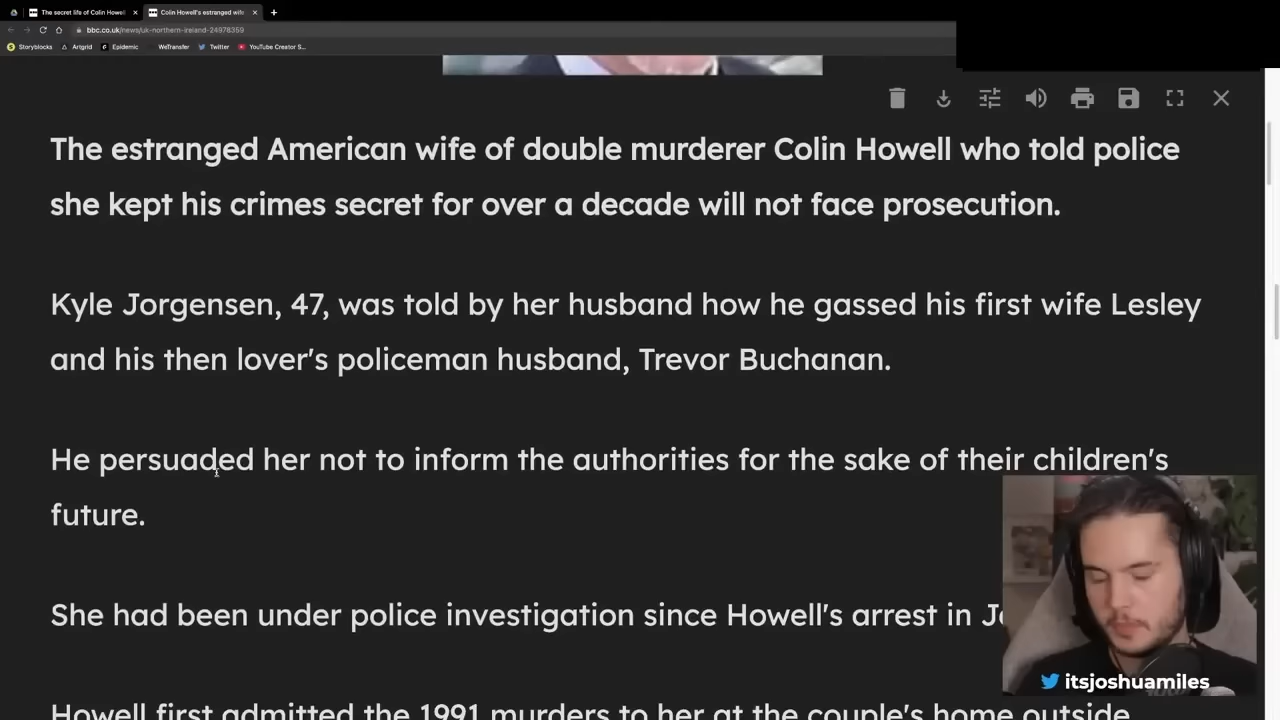 The secret life of Colin Howell
Colin Howell's estranged wife
bbc.co.uk/news/uk-northern-ireland-24978359
Storyblocks
Artgrid
Epidemic
WeTransfer
Twitter
YouTube Creator S...
The estranged American wife of double murderer Colin Howell who told police
she kept his crimes secret for over a decade will not face prosecution.
Kyle Jorgensen, 47, was told by her husband how he gassed his first wife Lesley
and his then lover's policeman husband, Trevor Buchanan.
He persuaded her not to inform the authorities for the sake of their children's
future.
She had been under police investigation since Howell's arrest in
Howell first admitted the 1991 murders to her at the couple's home outside
itsjoshuamiles